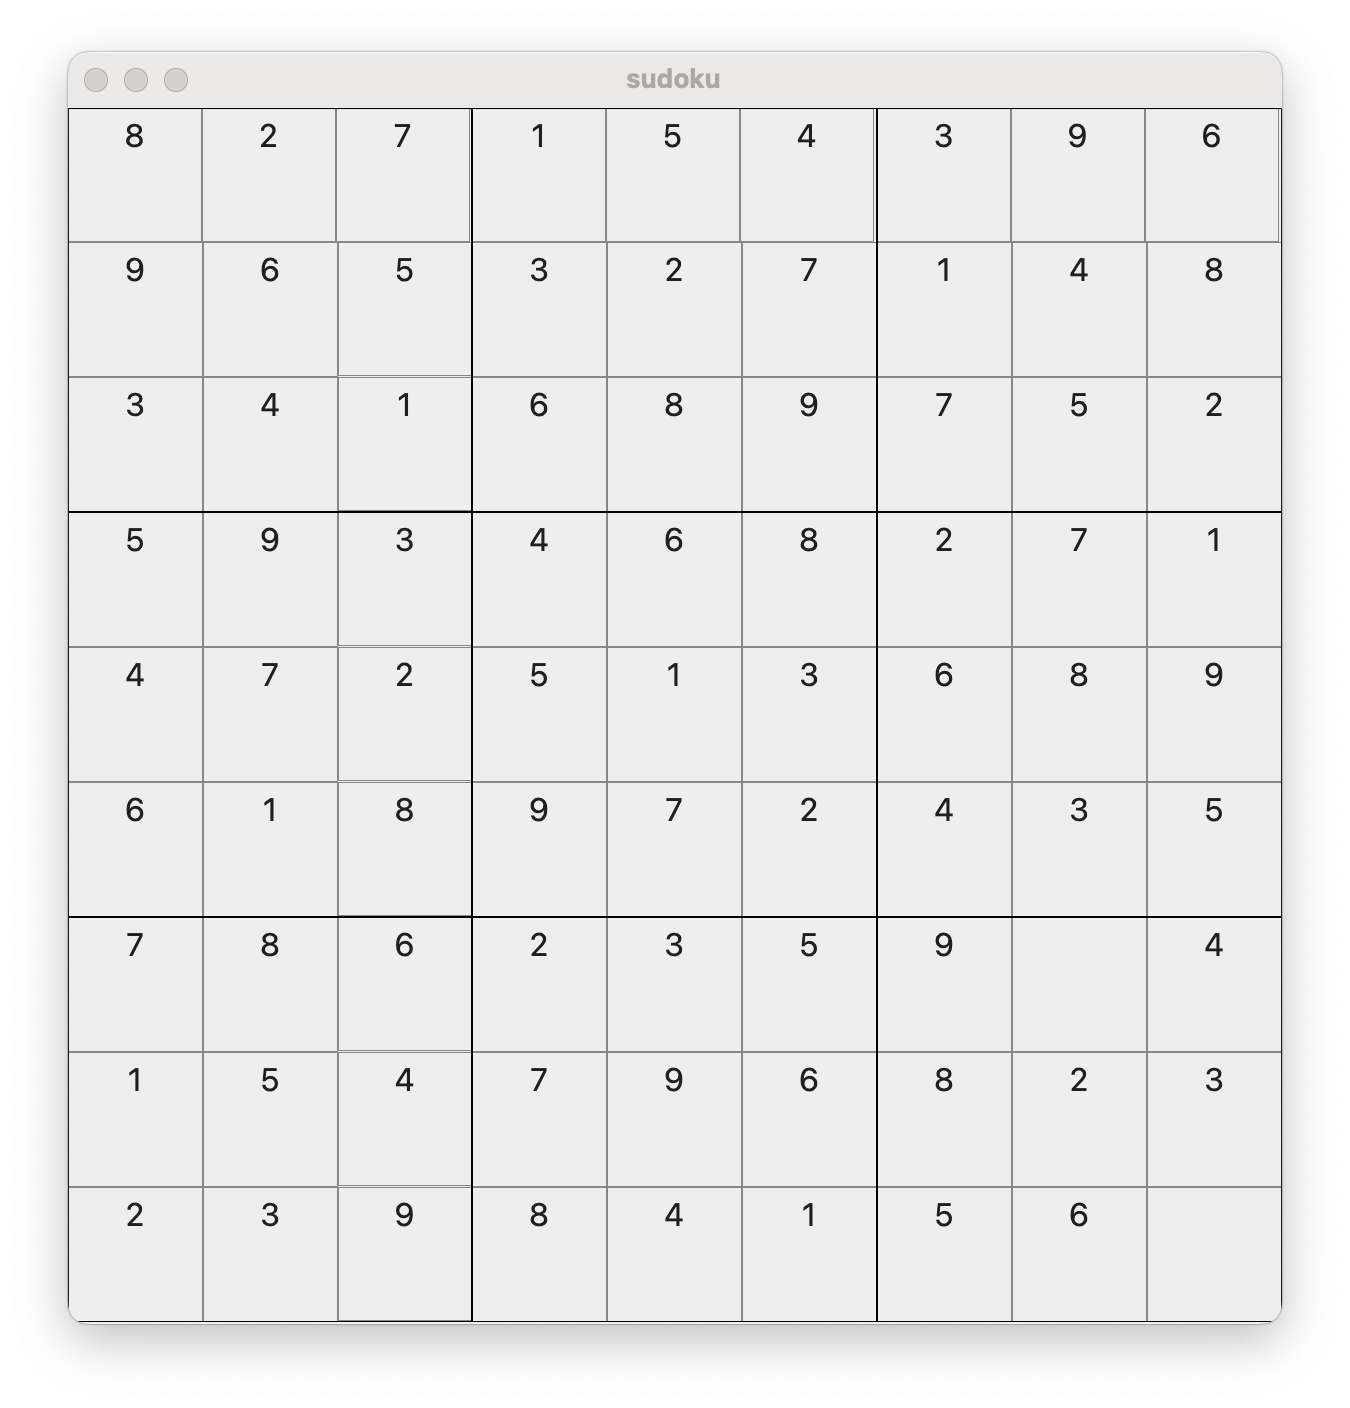 sudoku
8 2 7 1 5 4 3 9 6
9 6 5 3 2 7 1 4 8
3 4 1 6 8 9 7 5 2
5 9 3 4 6 8 2 7 1
4 7 2 5 1 3 6 8 9
6 1 8 9 7 2 4 3 5
7 8 6 2 3 5 9 4
1 5 4 7 9 6 8 2 3
2 3 9 8 4 1 5 6